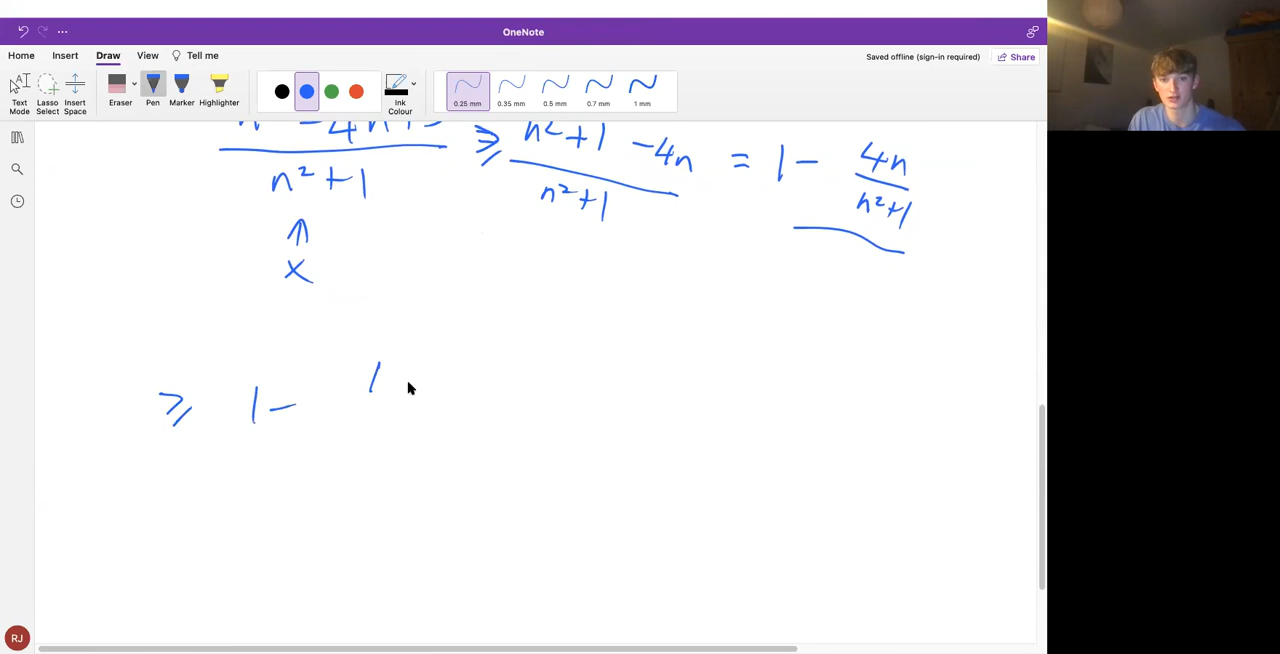 OneNote
Home Insert Draw View Tell me
Saved offline (sign-in required) Share
Text Mode Lasso Select Insert Space Eraser Pen Marker Highlighter Ink Colour 0.25 mm 0.35 mm 0.5 mm 0.7 mm 1 mm
n² + 1 ≥ n² + 1 - 4n / n² + 1 = 1 - 4n / n² + 1
↑
x
≥ 1 -
RJ